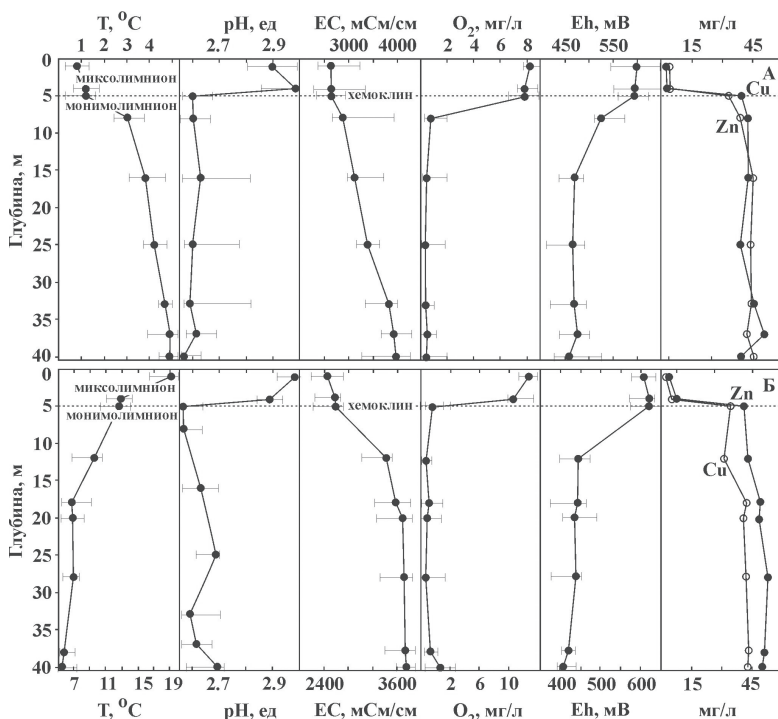 T, °C pH, ед EC, мСм/см O2, мг/л Eh, мВ мг/л
1 2 3 4 2.7 2.9 3000 4000 2 4 6 8 450 550 15 45
0
5
10
15
20
25
30
35
40
Глубина, м
миксолимнион
монимолимнион
хемоклин
А
Cu
Zn
0
5
10
15
20
25
30
35
40
Глубина, м
миксолимнион
монимолимнион
хемоклин
Б
Zn
Cu
7 11 15 19 2.7 2.9 2400 3600 2 6 10 400 500 600 15 45
T, °C pH, ед EC, мСм/см O2, мг/л Eh, мВ мг/л